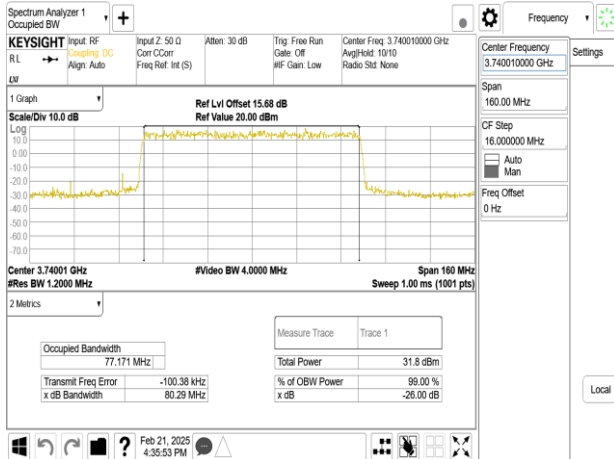 Spectrum Analyzer 1
Occupied BW
+
Frequency
KEYSIGHT
RL
LXI
Input: RF
Coupling: DC
Align: Auto
Input Z: 50 Ω
Corr CCorr
Freq Ref: Int (S)
Atten: 30 dB
Trig: Free Run
Gate: Off
#IF Gain: Low
Center Freq: 3.740010000 GHz
Avg|Hold: 10/10
Radio Std: None
Center Frequency
3.740010000 GHz
Settings
Span
160.00 MHz
CF Step
16.000000 MHz
Auto
Man
Freq Offset
0 Hz
Local
1 Graph
Scale/Div 10.0 dB
Ref Lvl Offset 15.68 dB
Ref Value 20.00 dBm
Log
10.0
0.00
-10.0
-20.0
-30.0
-40.0
-50.0
-60.0
-70.0
Center 3.74001 GHz
#Res BW 1.2000 MHz
#Video BW 4.0000 MHz
Span 160 MHz
Sweep 1.00 ms (1001 pts)
2 Metrics
Occupied Bandwidth
77.171 MHz
Transmit Freq Error -100.38 kHz
x dB Bandwidth 80.29 MHz
Measure Trace Trace 1
Total Power 31.8 dBm
% of OBW Power 99.00 %
x dB -26.00 dB
?
Feb 21, 2025
4:35:53 PM